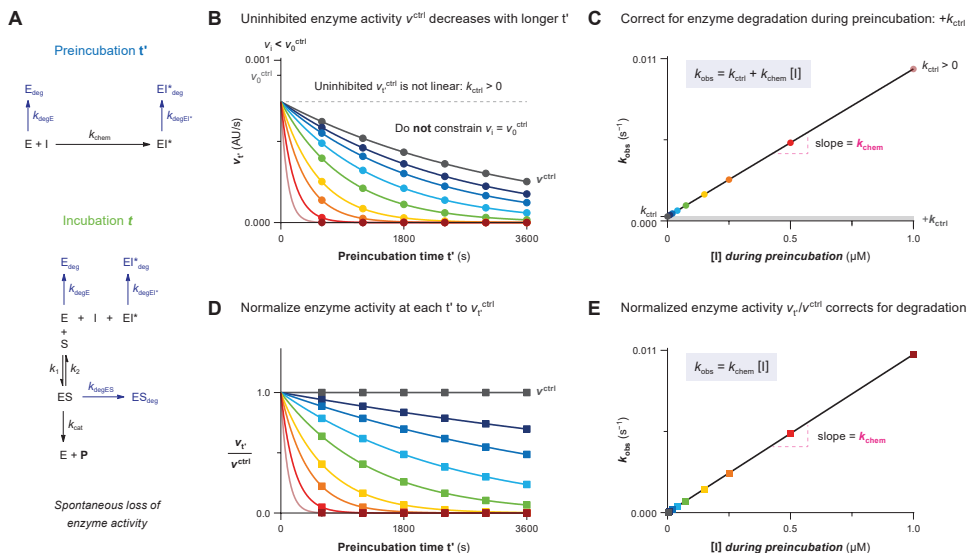 A
Preincubation t'
E_deg
EI*_deg
k_degE
k_degEI*
k_chem
E + I
EI*
Incubation t
E_deg
EI*_deg
k_degE
k_degEI*
E + I + EI*
+
S
k_1
k_2
k_degES
ES
ES_deg
k_cat
E + P
Spontaneous loss of
enzyme activity
B
Uninhibited enzyme activity v^ctrl decreases with longer t'
v_i < v_0^ctrl
0.001
v_0^ctrl
Uninhibited v_t'^ctrl is not linear: k_ctrl > 0
Do not constrain v_i = v_0^ctrl
v_t' (AU/s)
v^ctrl
0.000
0
1800
3600
Preincubation time t' (s)
C
Correct for enzyme degradation during preincubation: +k_ctrl
0.011
k_ctrl > 0
k_obs = k_ctrl + k_chem [I]
k_obs (s⁻¹)
slope = k_chem
k_ctrl
0.000
+k_ctrl
0
0.5
1.0
[I] during preincubation (µM)
D
Normalize enzyme activity at each t' to v_t'^ctrl
1.0
v^ctrl
v_t'
v^ctrl
0.0
0
1800
3600
Preincubation time t' (s)
E
Normalized enzyme activity v_t'/v^ctrl corrects for degradation
0.011
k_obs = k_chem [I]
k_obs (s⁻¹)
slope = k_chem
0.000
0
0.5
1.0
[I] during preincubation (µM)